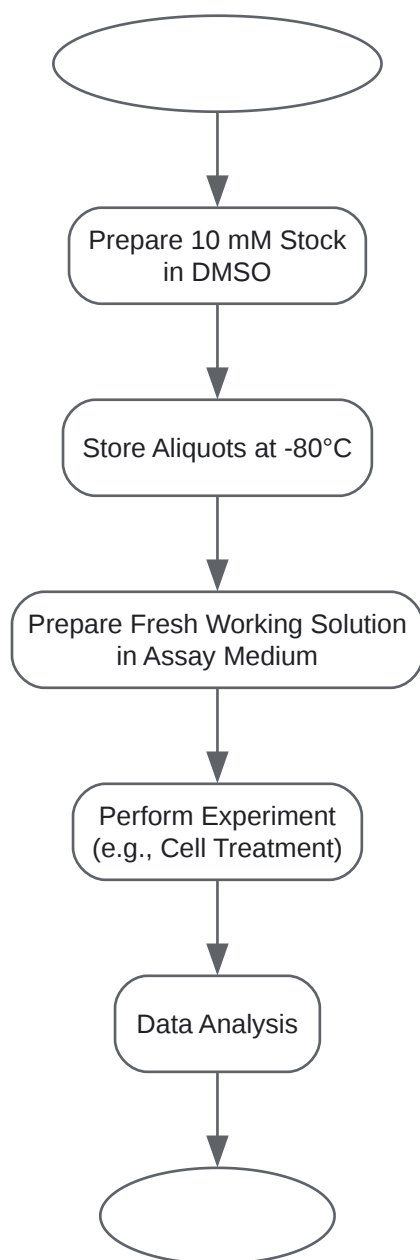 Prepare 10 mM Stock
in DMSO
Store Aliquots at -80°C
Prepare Fresh Working Solution
in Assay Medium
Perform Experiment
(e.g., Cell Treatment)
Data Analysis